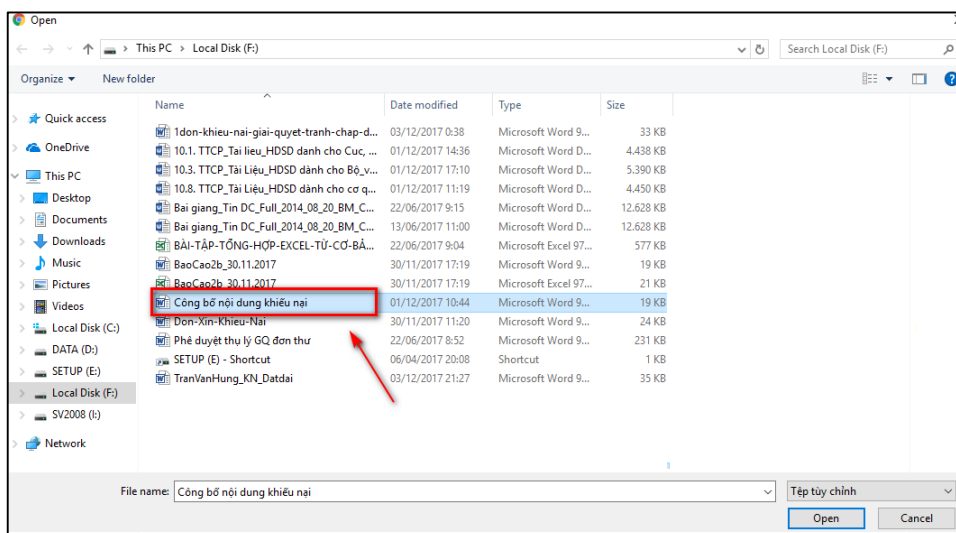 Open
This PC > Local Disk (F:) Search Local Disk (F:)
Organize New folder
Name Date modified Type Size
Quick access
OneDrive
This PC
Desktop
Documents
Downloads
Music
Pictures
Videos
Local Disk (C:)
DATA (D:)
SETUP (E:)
Local Disk (F:)
SV2008 (I:)
Network
1don-khieu-nai-giai-quyet-tranh-chap-d... 03/12/2017 0:38 Microsoft Word 9... 33 KB
10.1. TTCP_Tai lieu_HDSD danh cho Cuc, ... 01/12/2017 14:36 Microsoft Word D... 4.438 KB
10.3. TTCP_Tài Liệu_HDSD dành cho Bộ_v... 01/12/2017 17:10 Microsoft Word D... 5.390 KB
10.8. TTCP_Tài Liệu_HDSD dành cho cơ q... 01/12/2017 11:19 Microsoft Word D... 4.450 KB
Bai giang_Tin DC_Full_2014_08_20_BM_C... 22/06/2017 9:15 Microsoft Word D... 12.628 KB
Bai giang_Tin DC_Full_2014_08_20_BM_C... 13/06/2017 11:00 Microsoft Word D... 12.628 KB
BÀI-TẬP-TỔNG-HỢP-EXCEL-TỪ-CƠ-BẢ... 22/06/2017 9:04 Microsoft Excel 97... 577 KB
BaoCao2b_30.11.2017 30/11/2017 17:19 Microsoft Word 9... 19 KB
BaoCao2b_30.11.2017 30/11/2017 17:19 Microsoft Excel 97... 21 KB
Công bố nội dung khiếu nại 01/12/2017 10:44 Microsoft Word 9... 19 KB
Don-Xin-Khieu-Nai 30/11/2017 11:20 Microsoft Word 9... 24 KB
Phê duyệt thụ lý GQ đơn thư 22/06/2017 8:52 Microsoft Word 9... 231 KB
SETUP (E) - Shortcut 06/04/2017 20:08 Shortcut 1 KB
TranVanHung_KN_Datdai 03/12/2017 21:27 Microsoft Word 9... 35 KB
File name: Công bố nội dung khiếu nại Tệp tùy chỉnh
Open Cancel